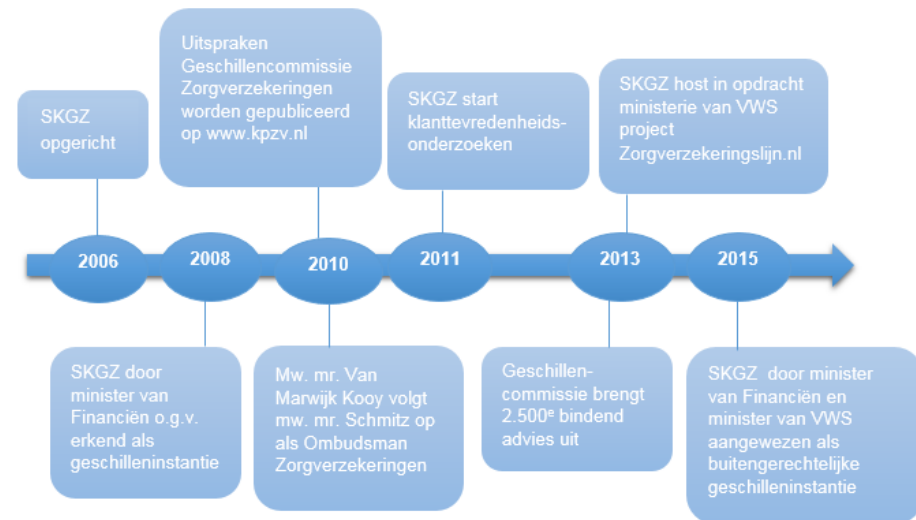 SKGZ
opgericht
Uitspraken
Geschillencommissie
Zorgverzekeringen
worden gepubliceerd
op www.kpzv.nl
SKGZ start
klanttevredenheids-
onderzoeken
SKGZ host in opdracht
ministerie van VWS
project
Zorgverzekeringslijn.nl
2006
2008
2010
2011
2013
2015
SKGZ door
minister van
Financiën o.g.v.
erkend als
geschilleninstantie
Mw. mr. Van
Marwijk Kooy volgt
mw. mr. Schmitz op
als Ombudsman
Zorgverzekeringen
Geschillen-
commissie brengt
2.500e bindend
advies uit
SKGZ door minister
van Financiën en
minister van VWS
aangewezen als
buitengerechtelijke
geschilleninstantie